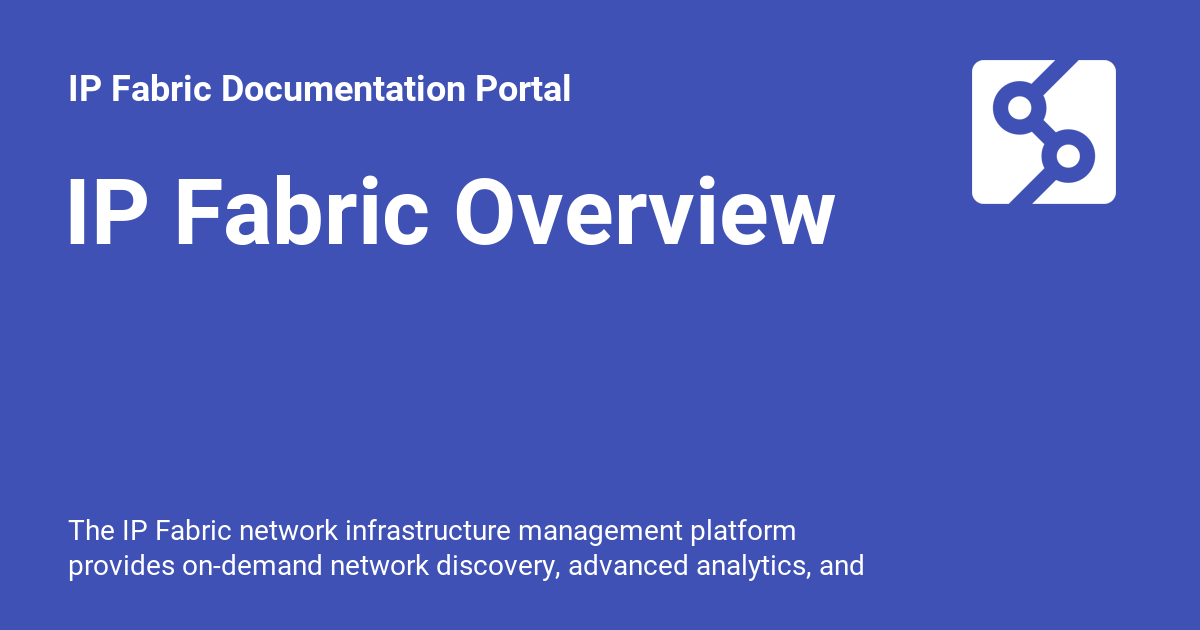 IP Fabric Documentation Portal
IP Fabric Overview
The IP Fabric network infrastructure management platform
provides on-demand network discovery, advanced analytics, and